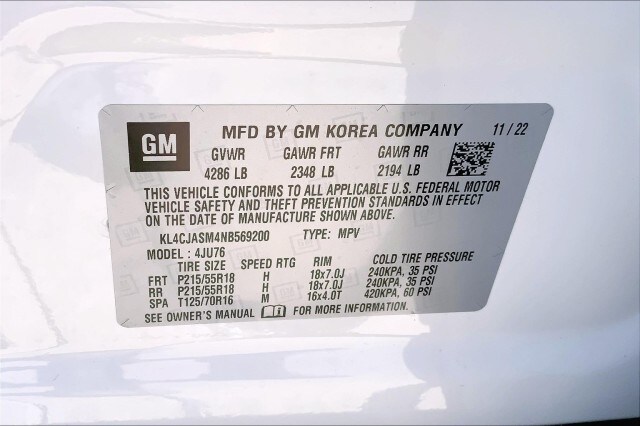 GM MFD BY GM KOREA COMPANY 11/22
GVWR GAWR FRT GAWR RR
4286 LB 2348 LB 2194 LB
THIS VEHICLE CONFORMS TO ALL APPLICABLE U.S. FEDERAL MOTOR
VEHICLE SAFETY AND THEFT PREVENTION STANDARDS IN EFFECT
ON THE DATE OF MANUFACTURE SHOWN ABOVE.
KL4CJASM4NB569200 TYPE: MPV
MODEL : 4JU76
TIRE SIZE SPEED RTG RIM COLD TIRE PRESSURE
FRT P215/55R18 H 18x7.0J 240KPA, 35 PSI
RR P215/55R18 H 18x7.0J 240KPA, 35 PSI
SPA T125/70R16 M 16x4.0T 420KPA, 60 PSI
SEE OWNER'S MANUAL FOR MORE INFORMATION.